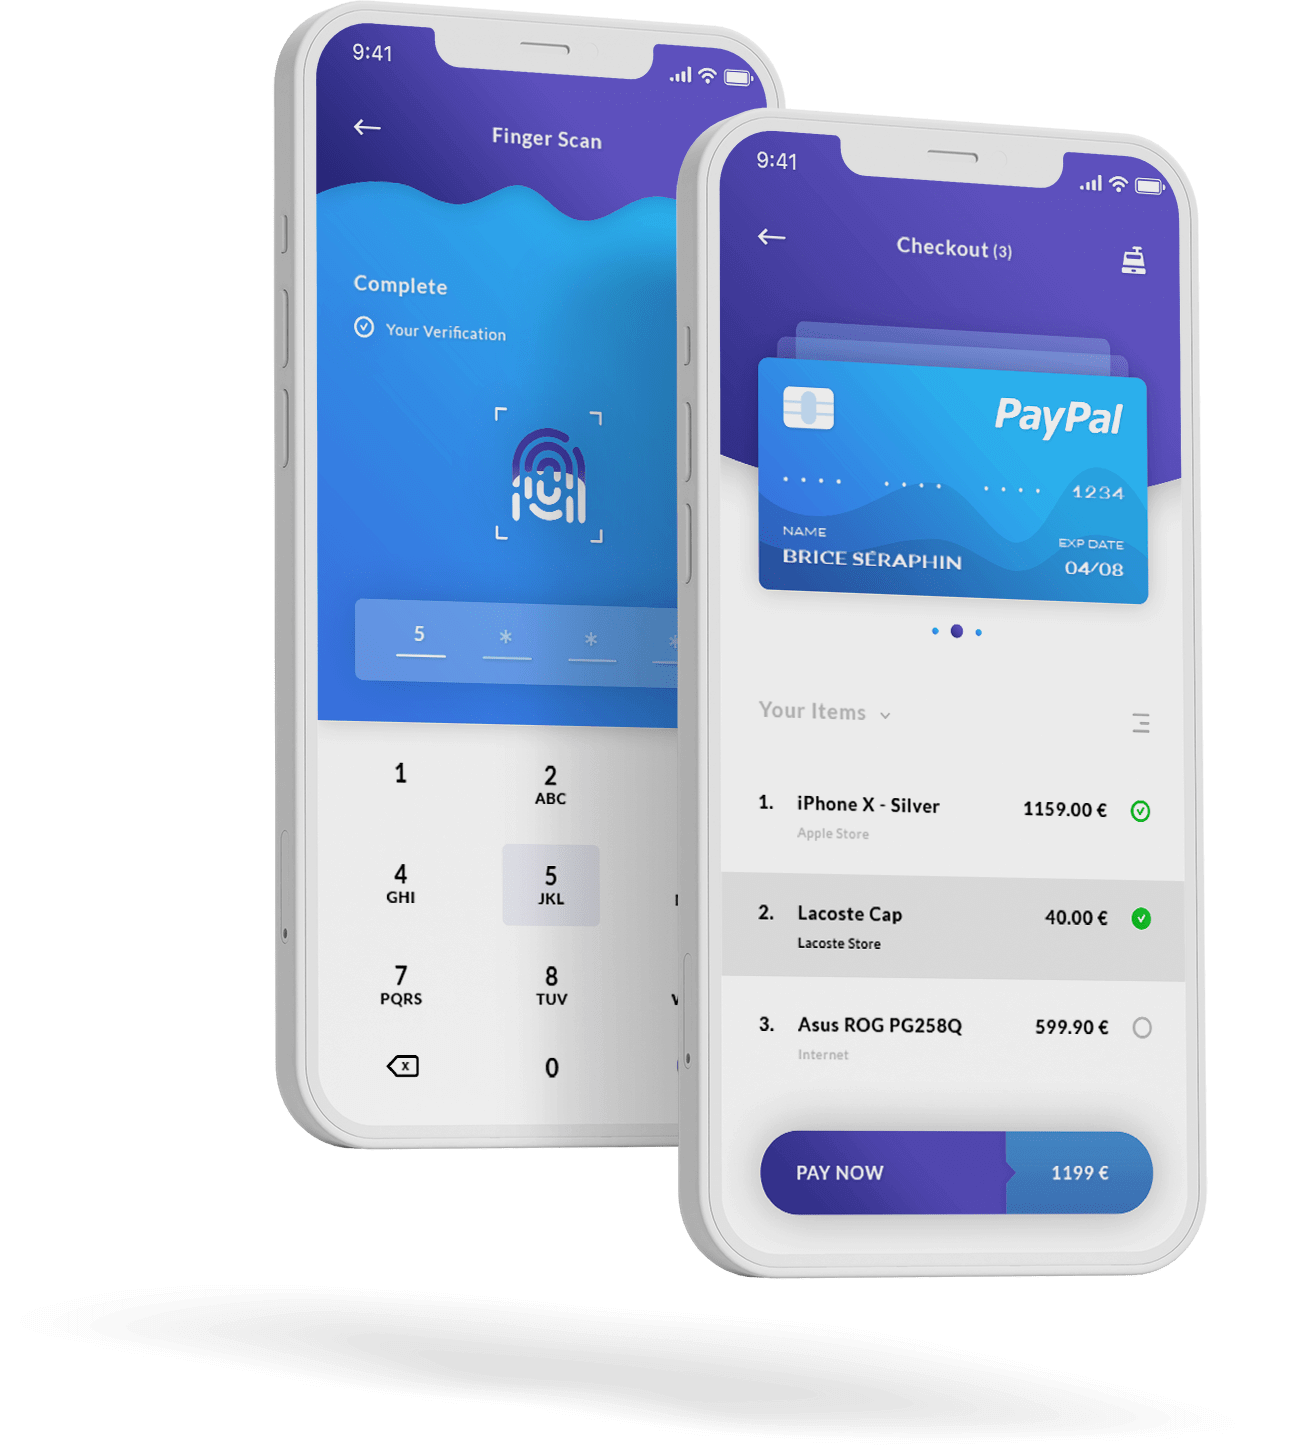 9:41
Finger Scan
Complete
Your Verification
5 * * *
1
2
ABC
4
GHI
5
JKL
7
PQRS
8
TUV
x
0
9:41
Checkout (3)
PayPal
1234
NAME
BRICE SÉRAPHIN
EXP DATE
04/08
Your Items
1. iPhone X - Silver 1159.00 €
Apple Store
2. Lacoste Cap 40.00 €
Lacoste Store
3. Asus ROG PG258Q 599.90 €
Internet
PAY NOW 1199 €